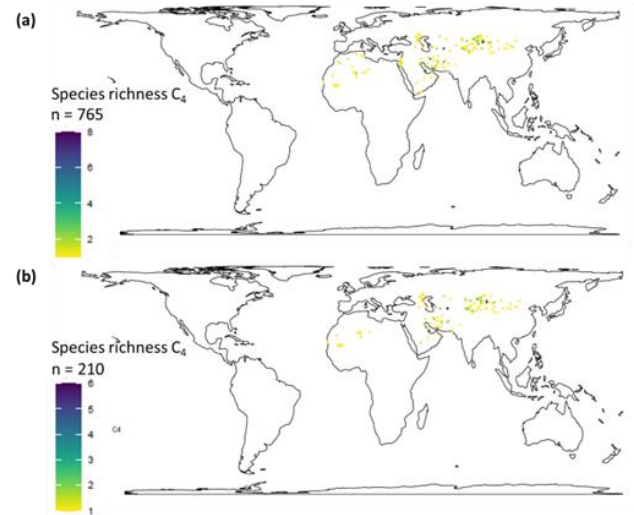 (a)
Species richness C₄
n = 765
8
6
4
2
(b)
Species richness C₄
n = 210
6
5
4
3
2
1
C4